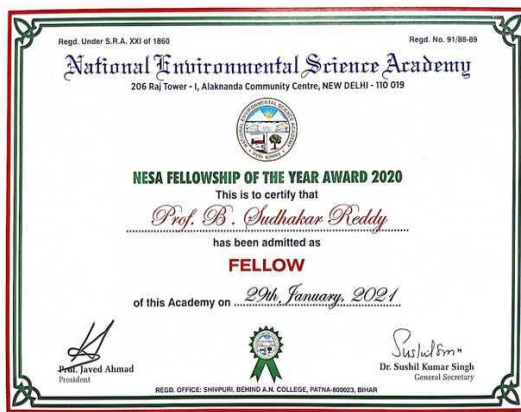 Regd. Under S.R.A. XXI of 1860 Regd. No. 91/88-89
National Environmental Science Academy
206 Raj Tower - I, Alaknanda Community Centre, NEW DELHI - 110 019
NESA FELLOWSHIP OF THE YEAR AWARD 2020
This is to certify that
Prof. B. Sudhakar Reddy
has been admitted as
FELLOW
of this Academy on 29th, January, 2021
Prof. Javed Ahmad
President
Dr. Sushil Kumar Singh
General Secretary
REGD. OFFICE: SHIVPURI, BEHIND A.N. COLLEGE, PATNA-800023, BIHAR